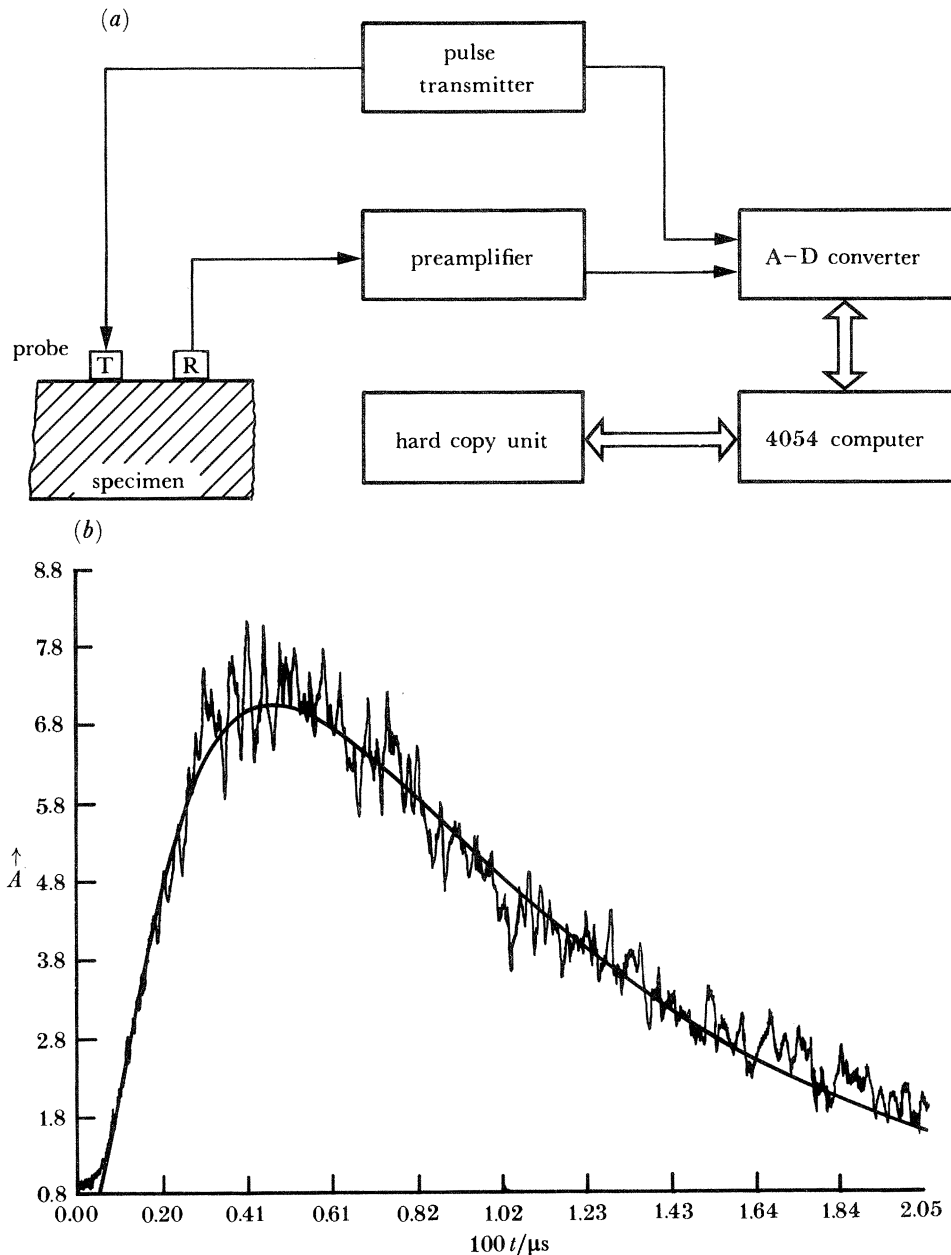 (a)
pulse
transmitter
preamplifier
A–D converter
probe
T
R
hard copy unit
4054 computer
specimen
(b)
8.8
7.8
6.8
5.8
4.8
3.8
2.8
1.8
0.8
↑
A
0.00 0.20 0.41 0.61 0.82 1.02 1.23 1.43 1.64 1.84 2.05
100 t/μs